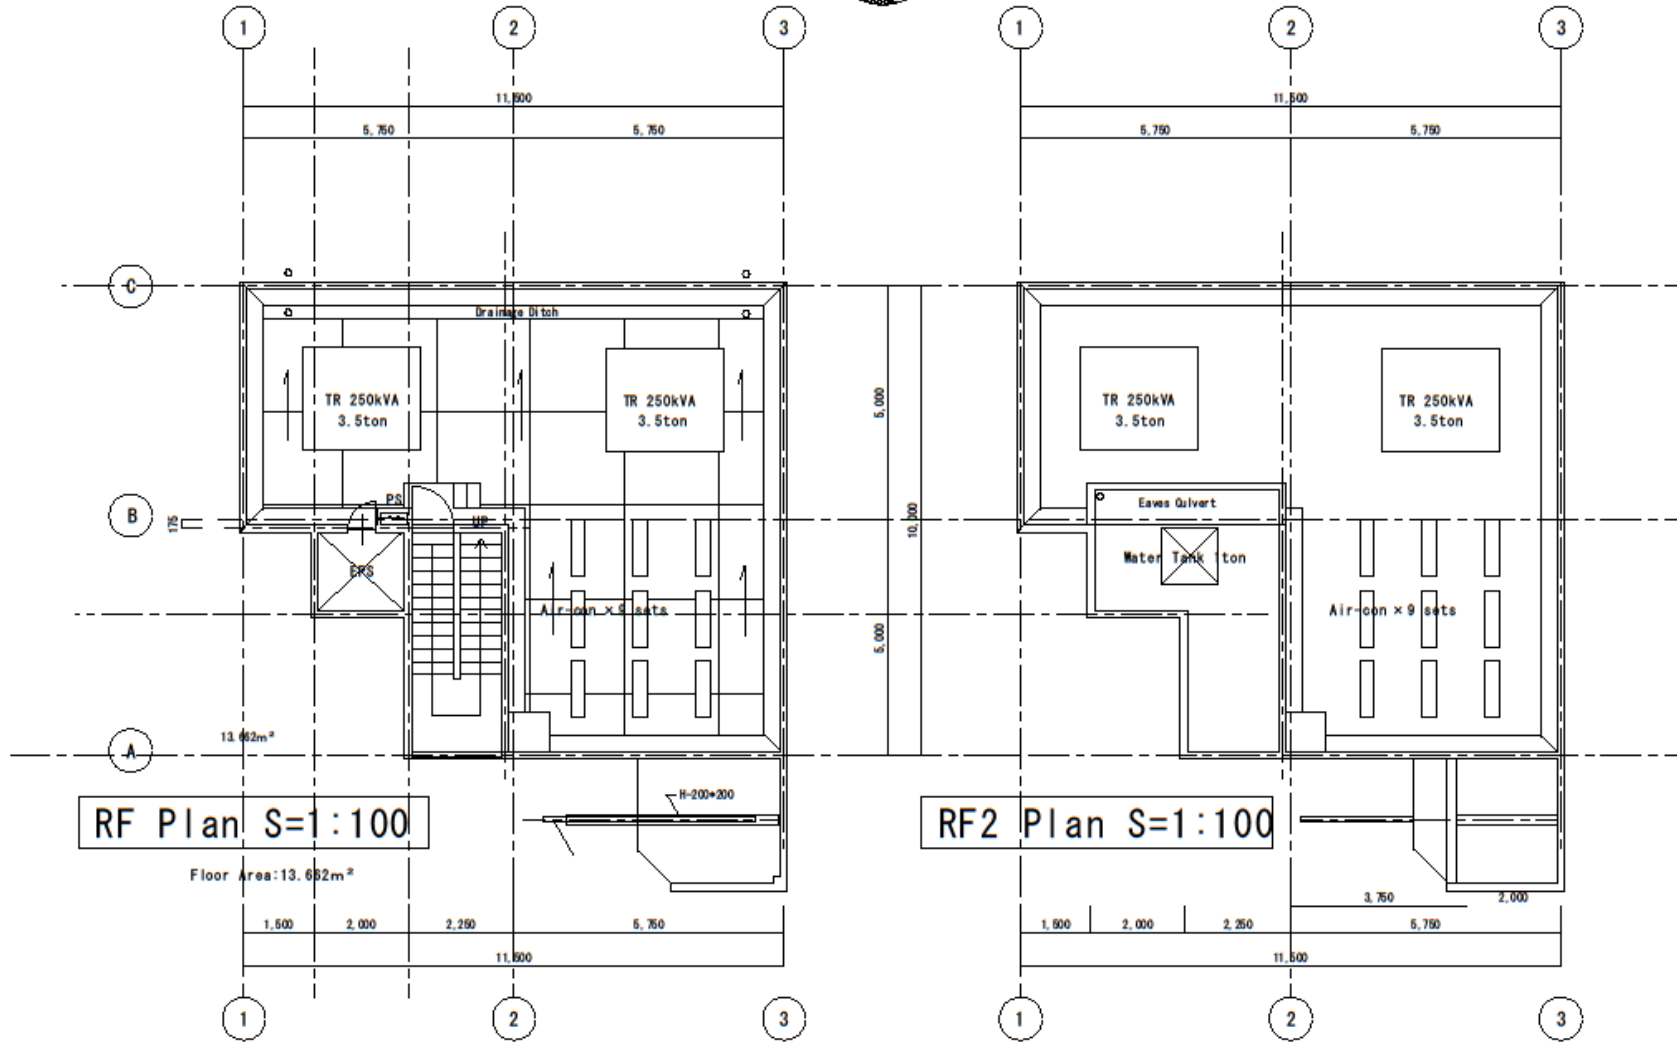 1 2 3 1 2 3
11,500 11,500
5,750 5,750 5,750 5,750
C
Drainage Ditch
TR 250kVA
3.5ton
TR 250kVA
3.5ton
5,000
TR 250kVA
3.5ton
TR 250kVA
3.5ton
B
175
PS
UP
10,000
Eaves Culvert
EPS
Water Tank 1ton
Air-con × 9 sets
5,000
Air-con × 9 sets
13.662m²
A
H-200*200
RF Plan S=1:100
RF2 Plan S=1:100
Floor Area:13.662m²
3,750 2,000
1,500 2,000 2,250 5,750 1,500 2,000 2,250 5,750
11,500 11,500
1 2 3 1 2 3